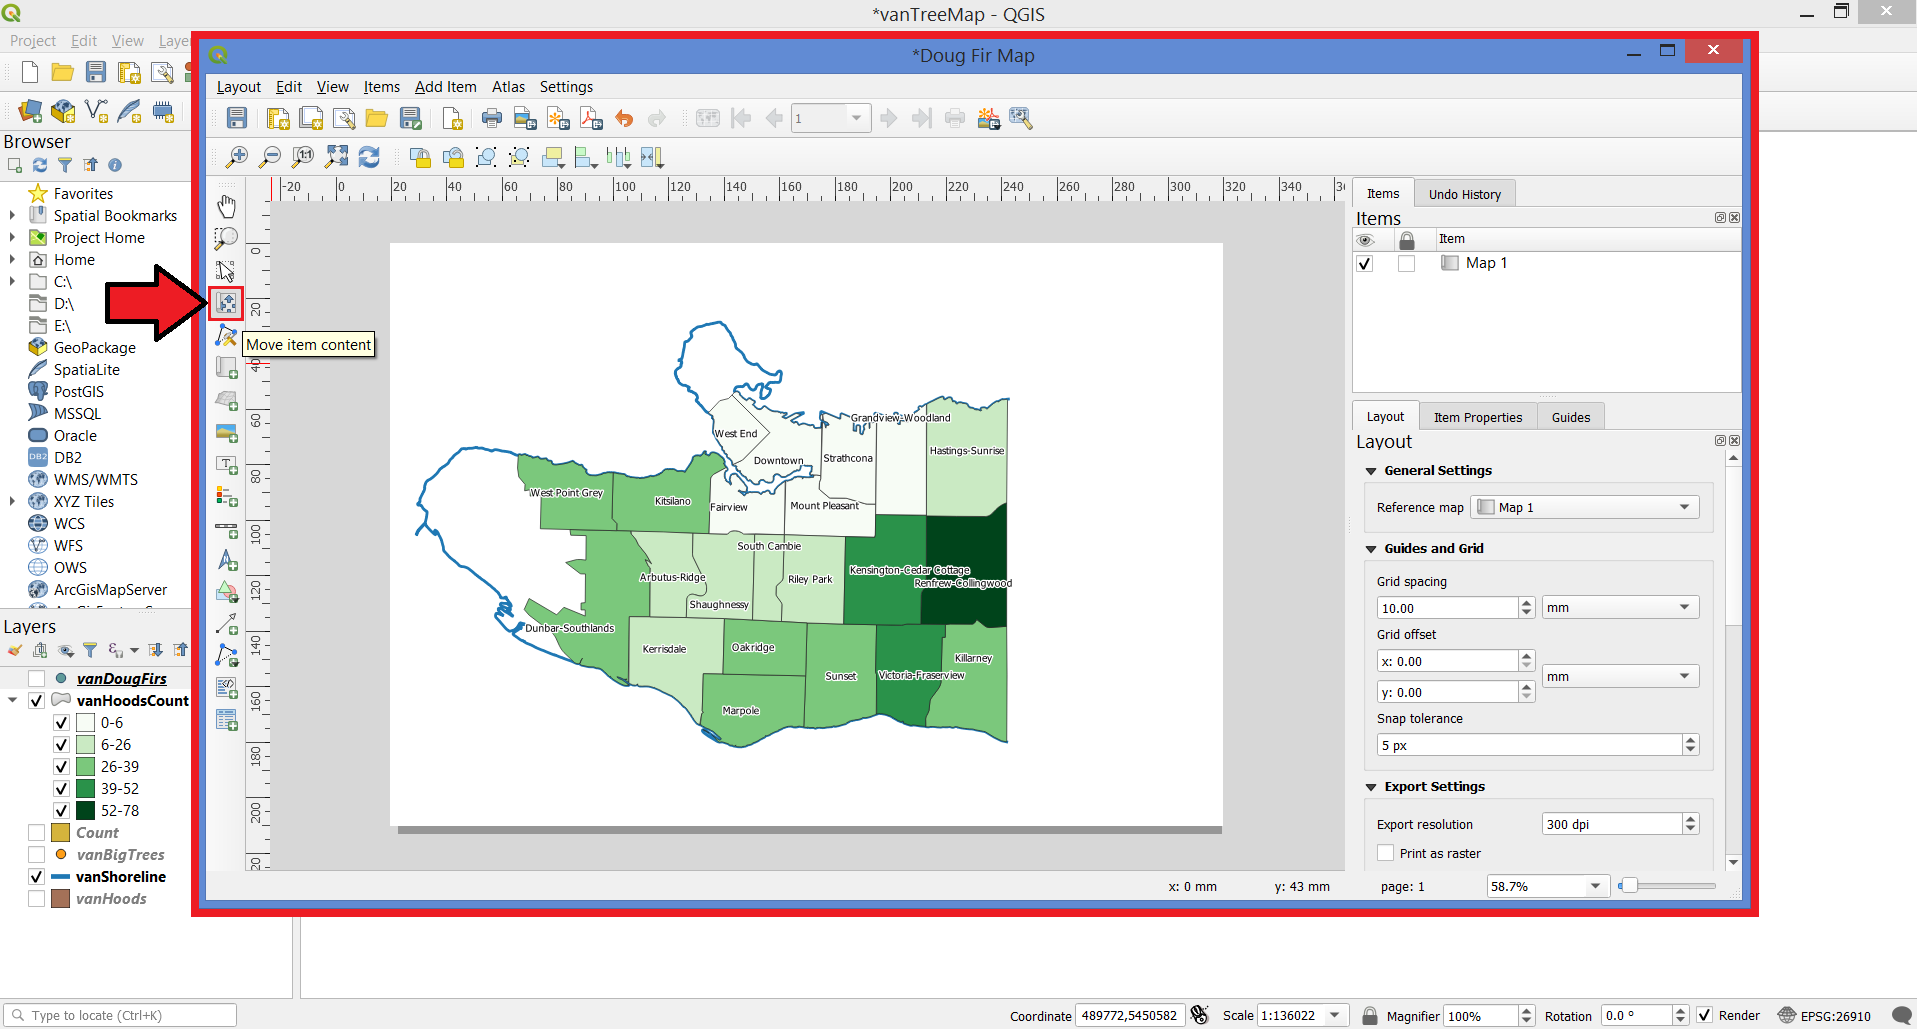 *vanTreeMap - QGIS
Project Edit View
*Doug Fir Map
Layout Edit View Items Add Item Atlas Settings
1
1:1
Browser
Favorites
Spatial Bookmarks
Project Home
Home
C:\
D:\
E:\
GeoPackage
SpatiaLite
PostGIS
MSSQL
Oracle
DB2 DB2
WMS/WMTS
XYZ Tiles
WCS
WFS
OWS
ArcGisMapServer
Layers
vanDougFirs
vanHoodsCount
0-6
6-26
26-39
39-52
52-78
Count
vanBigTrees
vanShoreline
vanHoods
Move item content
-20 0 20 40 60 80 100 120 140 160 180 200 220 240 260 280 300 320 340
0
20
40
60
80
100
120
140
160
180
200
West End
Downtown
Strathcona
Grandview-Woodland
Hastings-Sunrise
West Point Grey
Kitsilano
Fairview
Mount Pleasant
South Cambie
Arbutus-Ridge
Riley Park
Kensington-Cedar Cottage
Renfrew-Collingwood
Shaughnessy
Dunbar-Southlands
Kerrisdale
Oakridge
Killarney
Sunset
Victoria-Fraserview
Marpole
Items Undo History
Items
Item
Map 1
Layout Item Properties Guides
Layout
General Settings
Reference map Map 1
Guides and Grid
Grid spacing
10.00 mm
Grid offset
x: 0.00
mm
y: 0.00
Snap tolerance
5 px
Export Settings
Export resolution 300 dpi
Print as raster
x: 0 mm y: 43 mm page: 1 58.7%
Type to locate (Ctrl+K)
Coordinate 489772,5450582 Scale 1:136022 Magnifier 100% Rotation 0.0 ° Render EPSG:26910